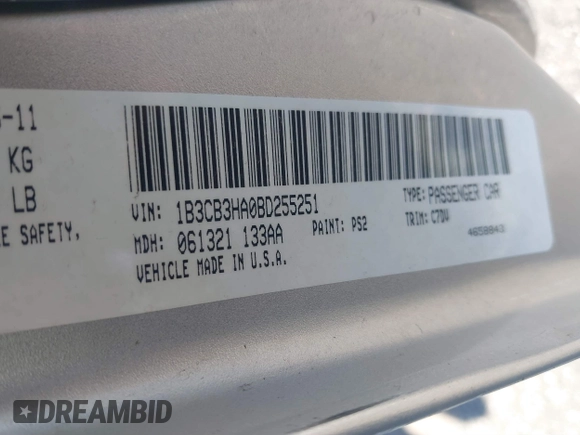 -11
KG
LB
SAFETY.
VIN: 1B3CB3HA0BD255251
TYPE: PASSENGER CAR
MDH: 061321 133AA
PAINT: PS2
TRIM: C7DV
VEHICLE MADE IN U.S.A.
DREAMBID